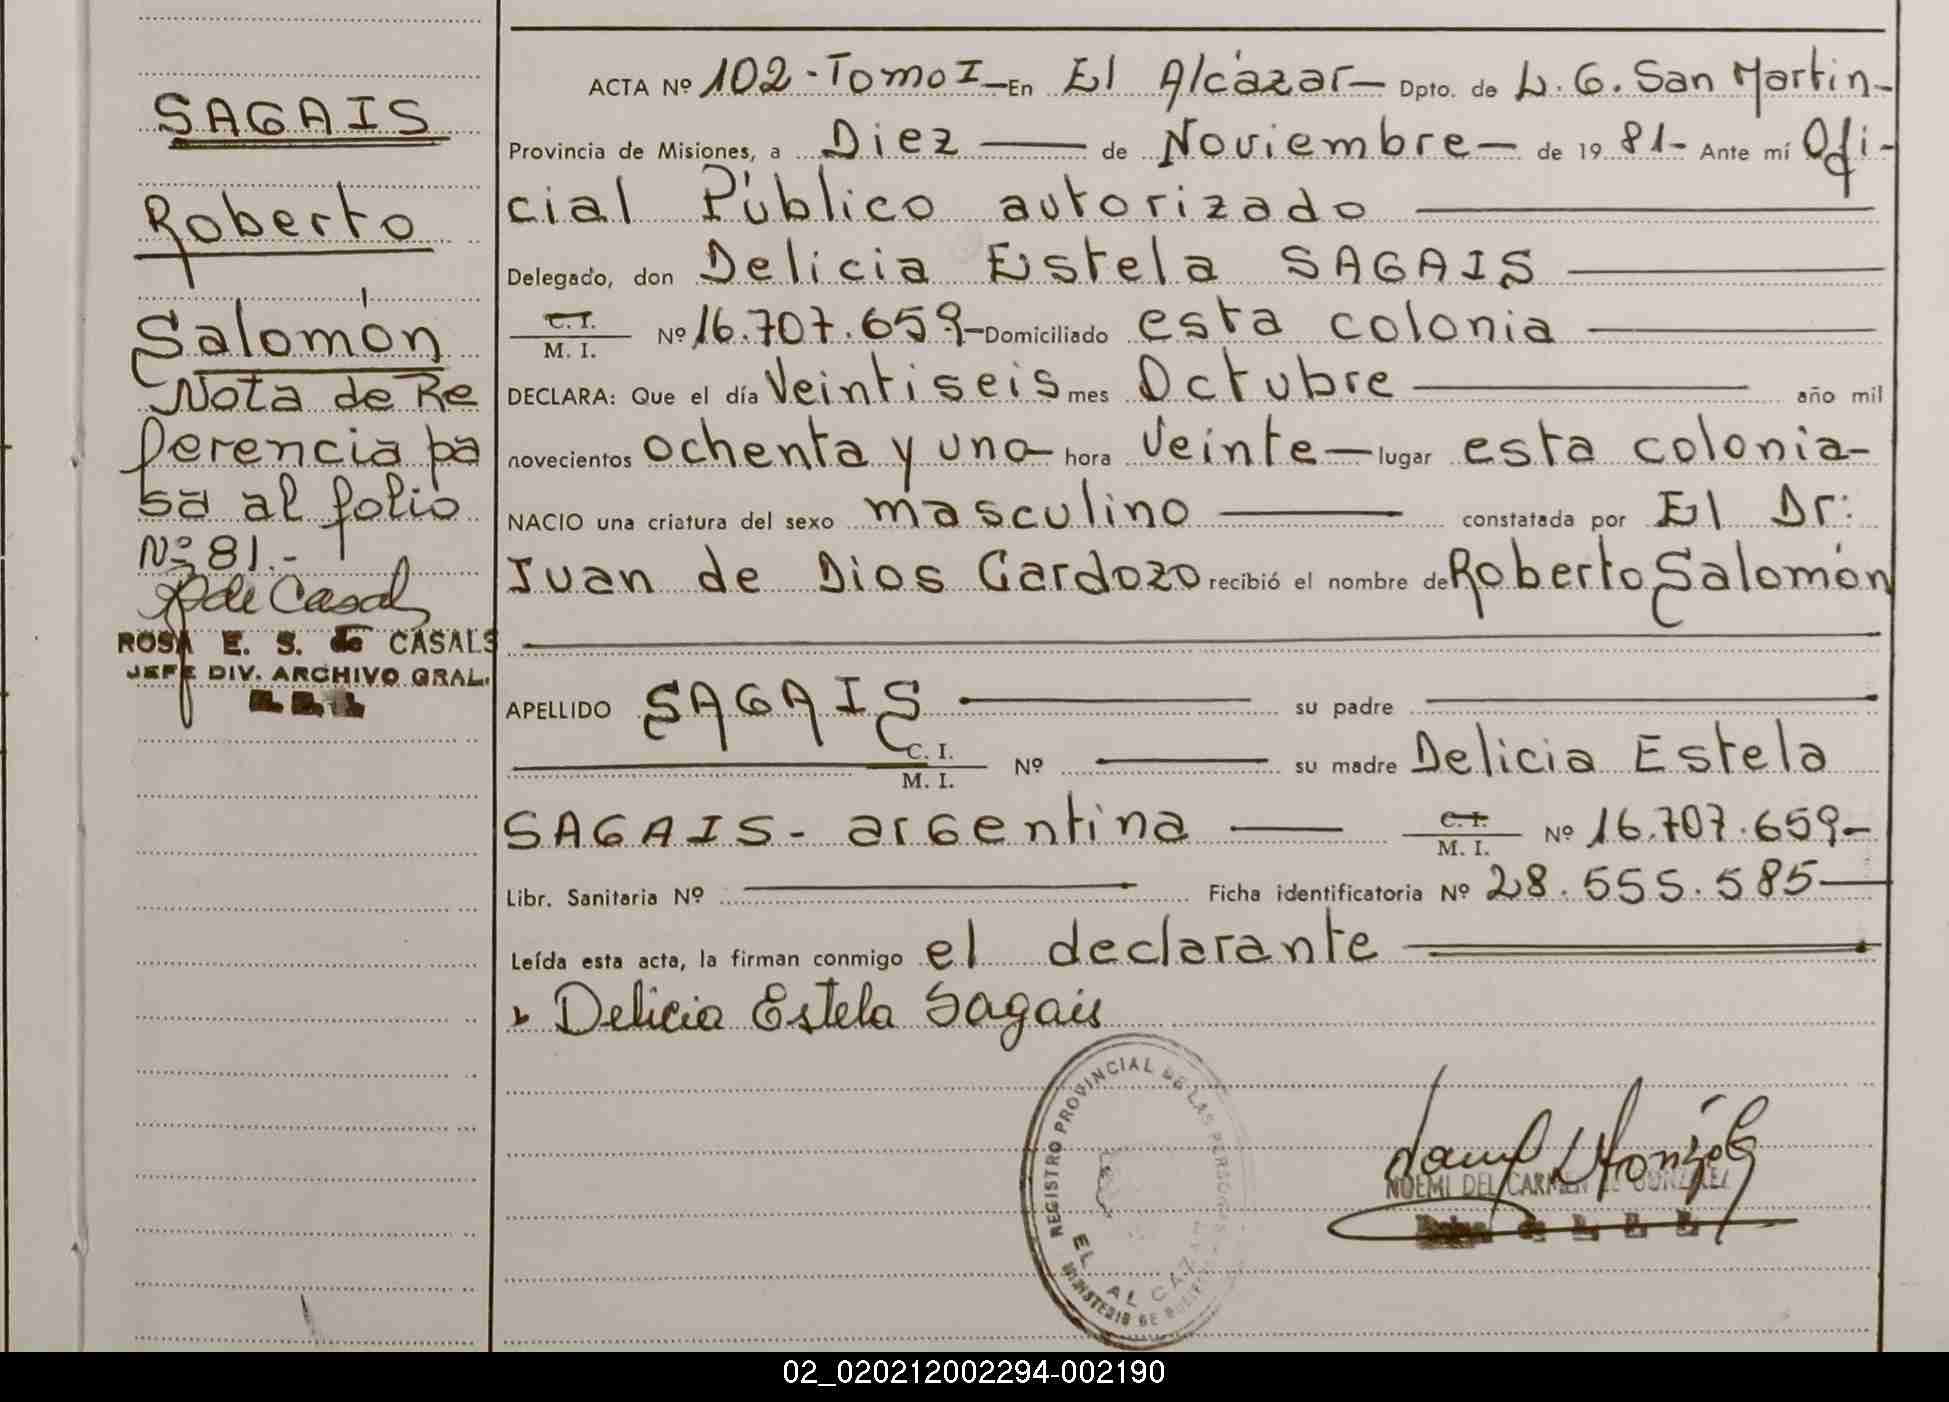 SAGAIS
Roberto
Salomón
Nota de Re
ferencia pa
sa al folio
Nº 81.-
R de Casals
ROSA E. S. de CASALS
JEFE DIV. ARCHIVO GRAL.
ACTA Nº 102 - Tomo I — En El Alcázar — Dpto. de L. G. San Martin -
Provincia de Misiones, a Diez — de Noviembre — de 19 81 - Ante mí Ofi-
cial Público autorizado
Delegado, don Delicia Estela SAGAIS
C. I.
M. I. Nº 16.707.659 - Domiciliado esta colonia
DECLARA: Que el día Veintiseis mes Octubre año mil
novecientos ochenta y uno - hora Veinte — lugar esta colonia -
NACIO una criatura del sexo masculino constatada por El Dr:
Juan de Dios Cardozo recibió el nombre de Roberto Salomón
APELLIDO SAGAIS su padre
C. I.
M. I. Nº su madre Delicia Estela
SAGAIS - argentina C. I.
M. I. Nº 16.707.659 -
Libr. Sanitaria Nº Ficha identificatoria Nº 28.555.585
Leída esta acta, la firman conmigo el declarante
Delicia Estela Sagais
REGISTRO PROVINCIAL DE LAS PERSONAS
EL ALCAZAR
MINISTERIO DE
NOEMI DEL CARMEN DE GONZALEZ
02_020212002294-002190